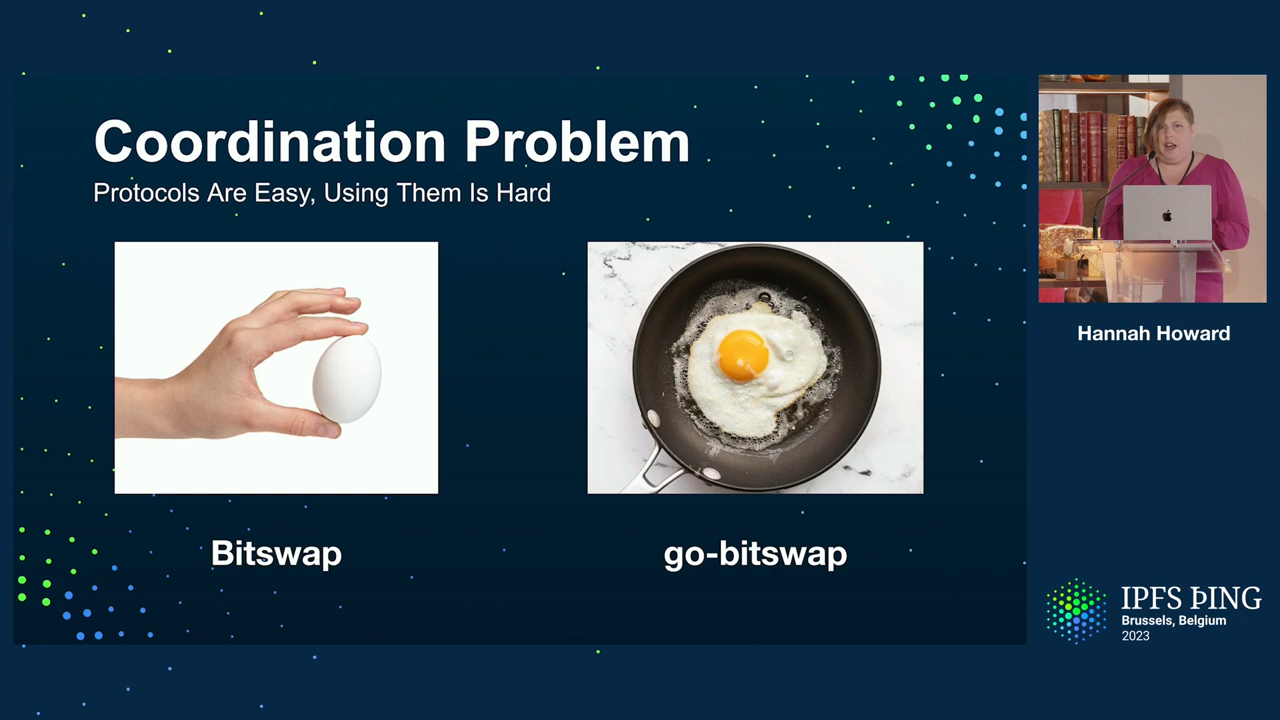 Coordination Problem
Protocols Are Easy, Using Them Is Hard
Bitswap
go-bitswap
Hannah Howard
IPFS ÞING
Brussels, Belgium
2023